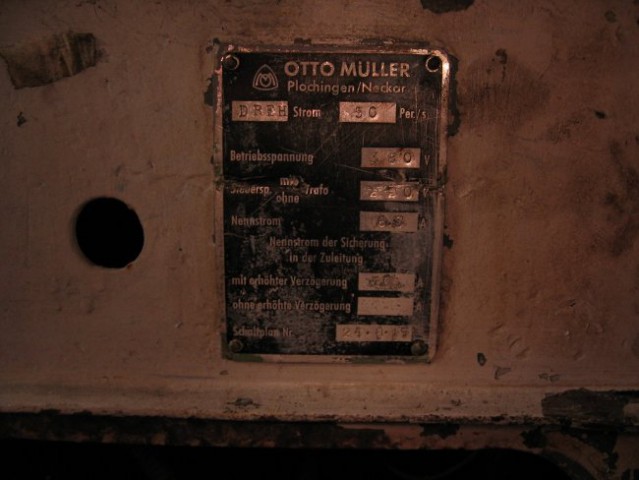 OTTO MÜLLER
Plochingen/Neckar
DREH Strom 50 Per./s
Betriebsspannung 380 V
Steuersp. mit ohne Trafo 220
Nennstrom A
Nennstrom der Sicherung
in der Zuleitung
mit erhöhter Verzögerung A
ohne erhöhte Verzögerung -
Schaltplan Nr.